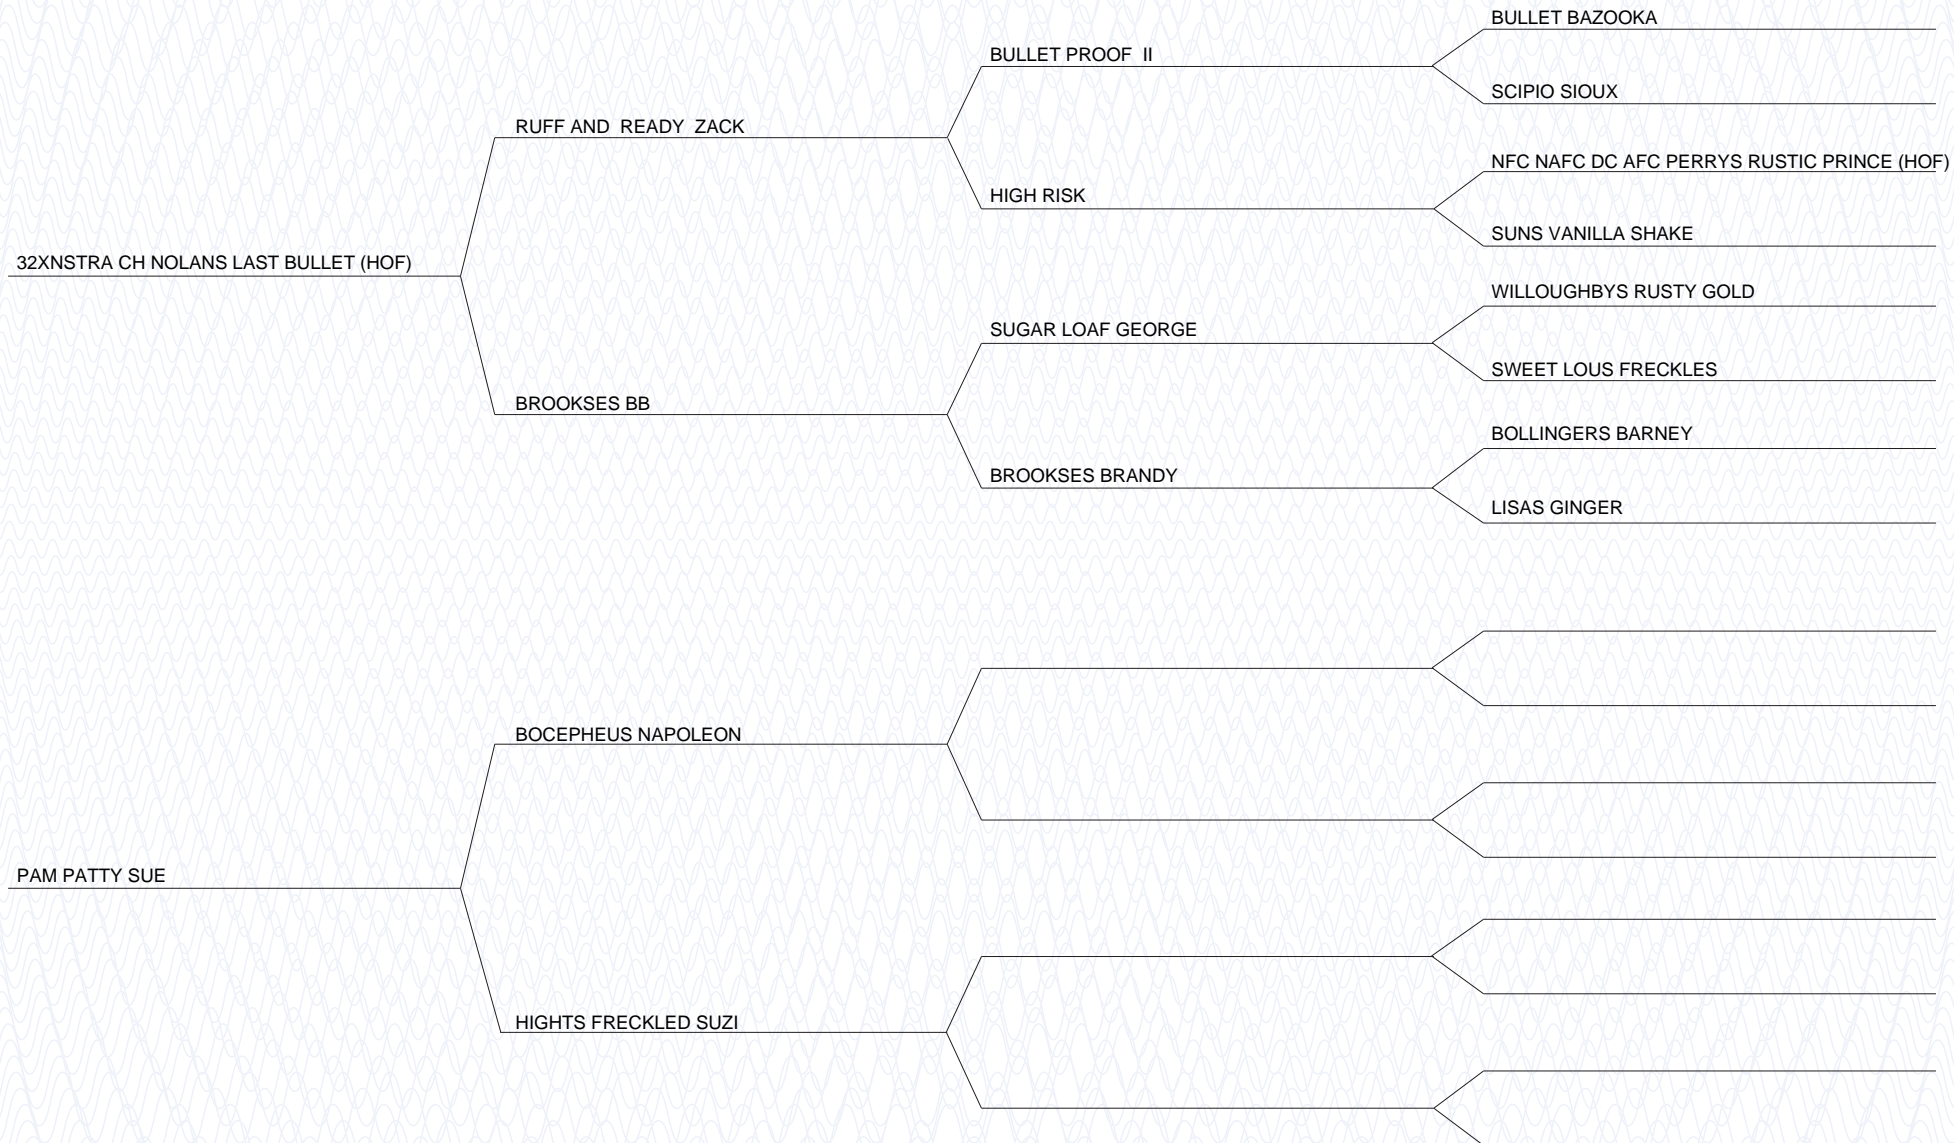 BULLET BAZOOKA
BULLET PROOF  II
SCIPIO SIOUX
RUFF AND  READY  ZACK
NFC NAFC DC AFC PERRYS RUSTIC PRINCE (HOF)
HIGH RISK
SUNS VANILLA SHAKE
32XNSTRA CH NOLANS LAST BULLET (HOF)
WILLOUGHBYS RUSTY GOLD
SUGAR LOAF GEORGE
SWEET LOUS FRECKLES
BROOKSES BB
BOLLINGERS BARNEY
BROOKSES BRANDY
LISAS GINGER
BOCEPHEUS NAPOLEON
PAM PATTY SUE
HIGHTS FRECKLED SUZI